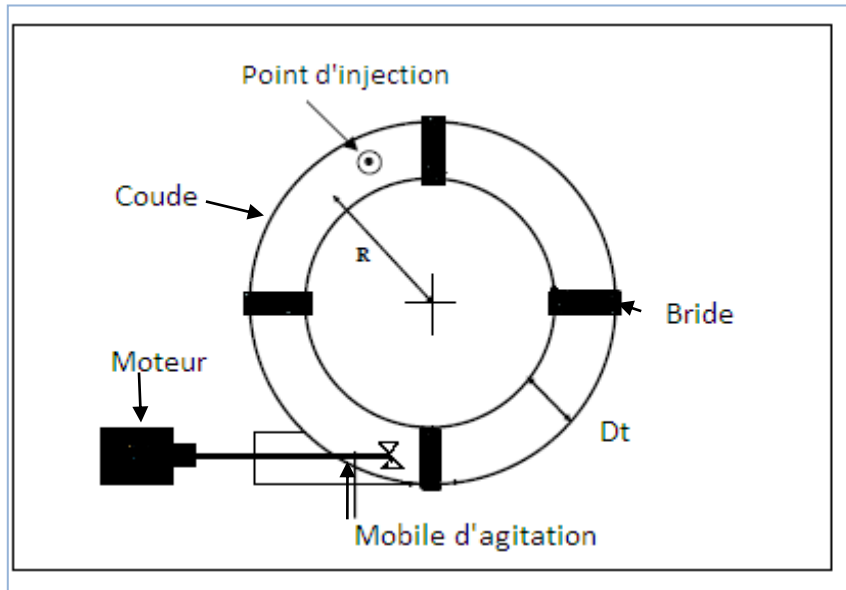 Point d'injection
Coude
R
Bride
Moteur
Dt
Mobile d'agitation